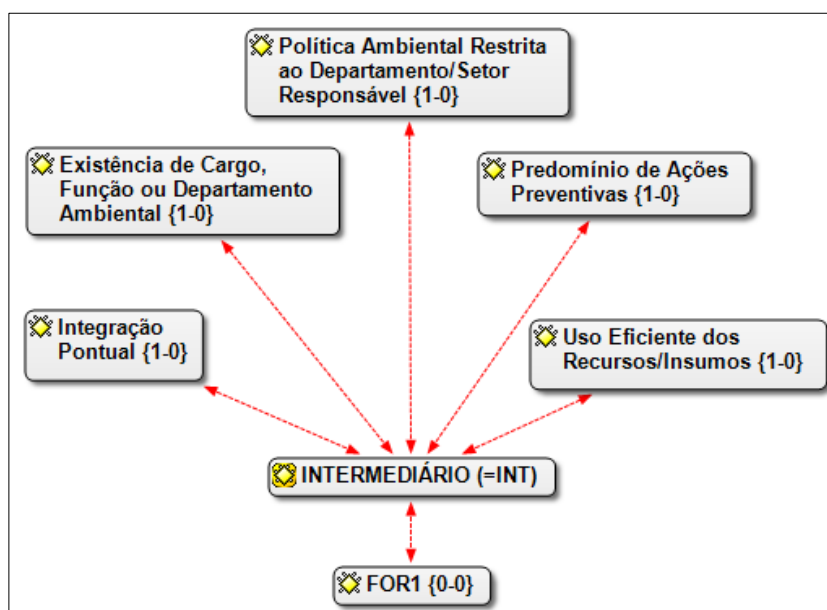 Política Ambiental Restrita
ao Departamento/Setor
Responsável {1-0}
Existência de Cargo,
Função ou Departamento
Ambiental {1-0}
Predomínio de Ações
Preventivas {1-0}
Integração
Pontual {1-0}
Uso Eficiente dos
Recursos/Insumos {1-0}
INTERMEDIÁRIO (=INT)
FOR1 {0-0}